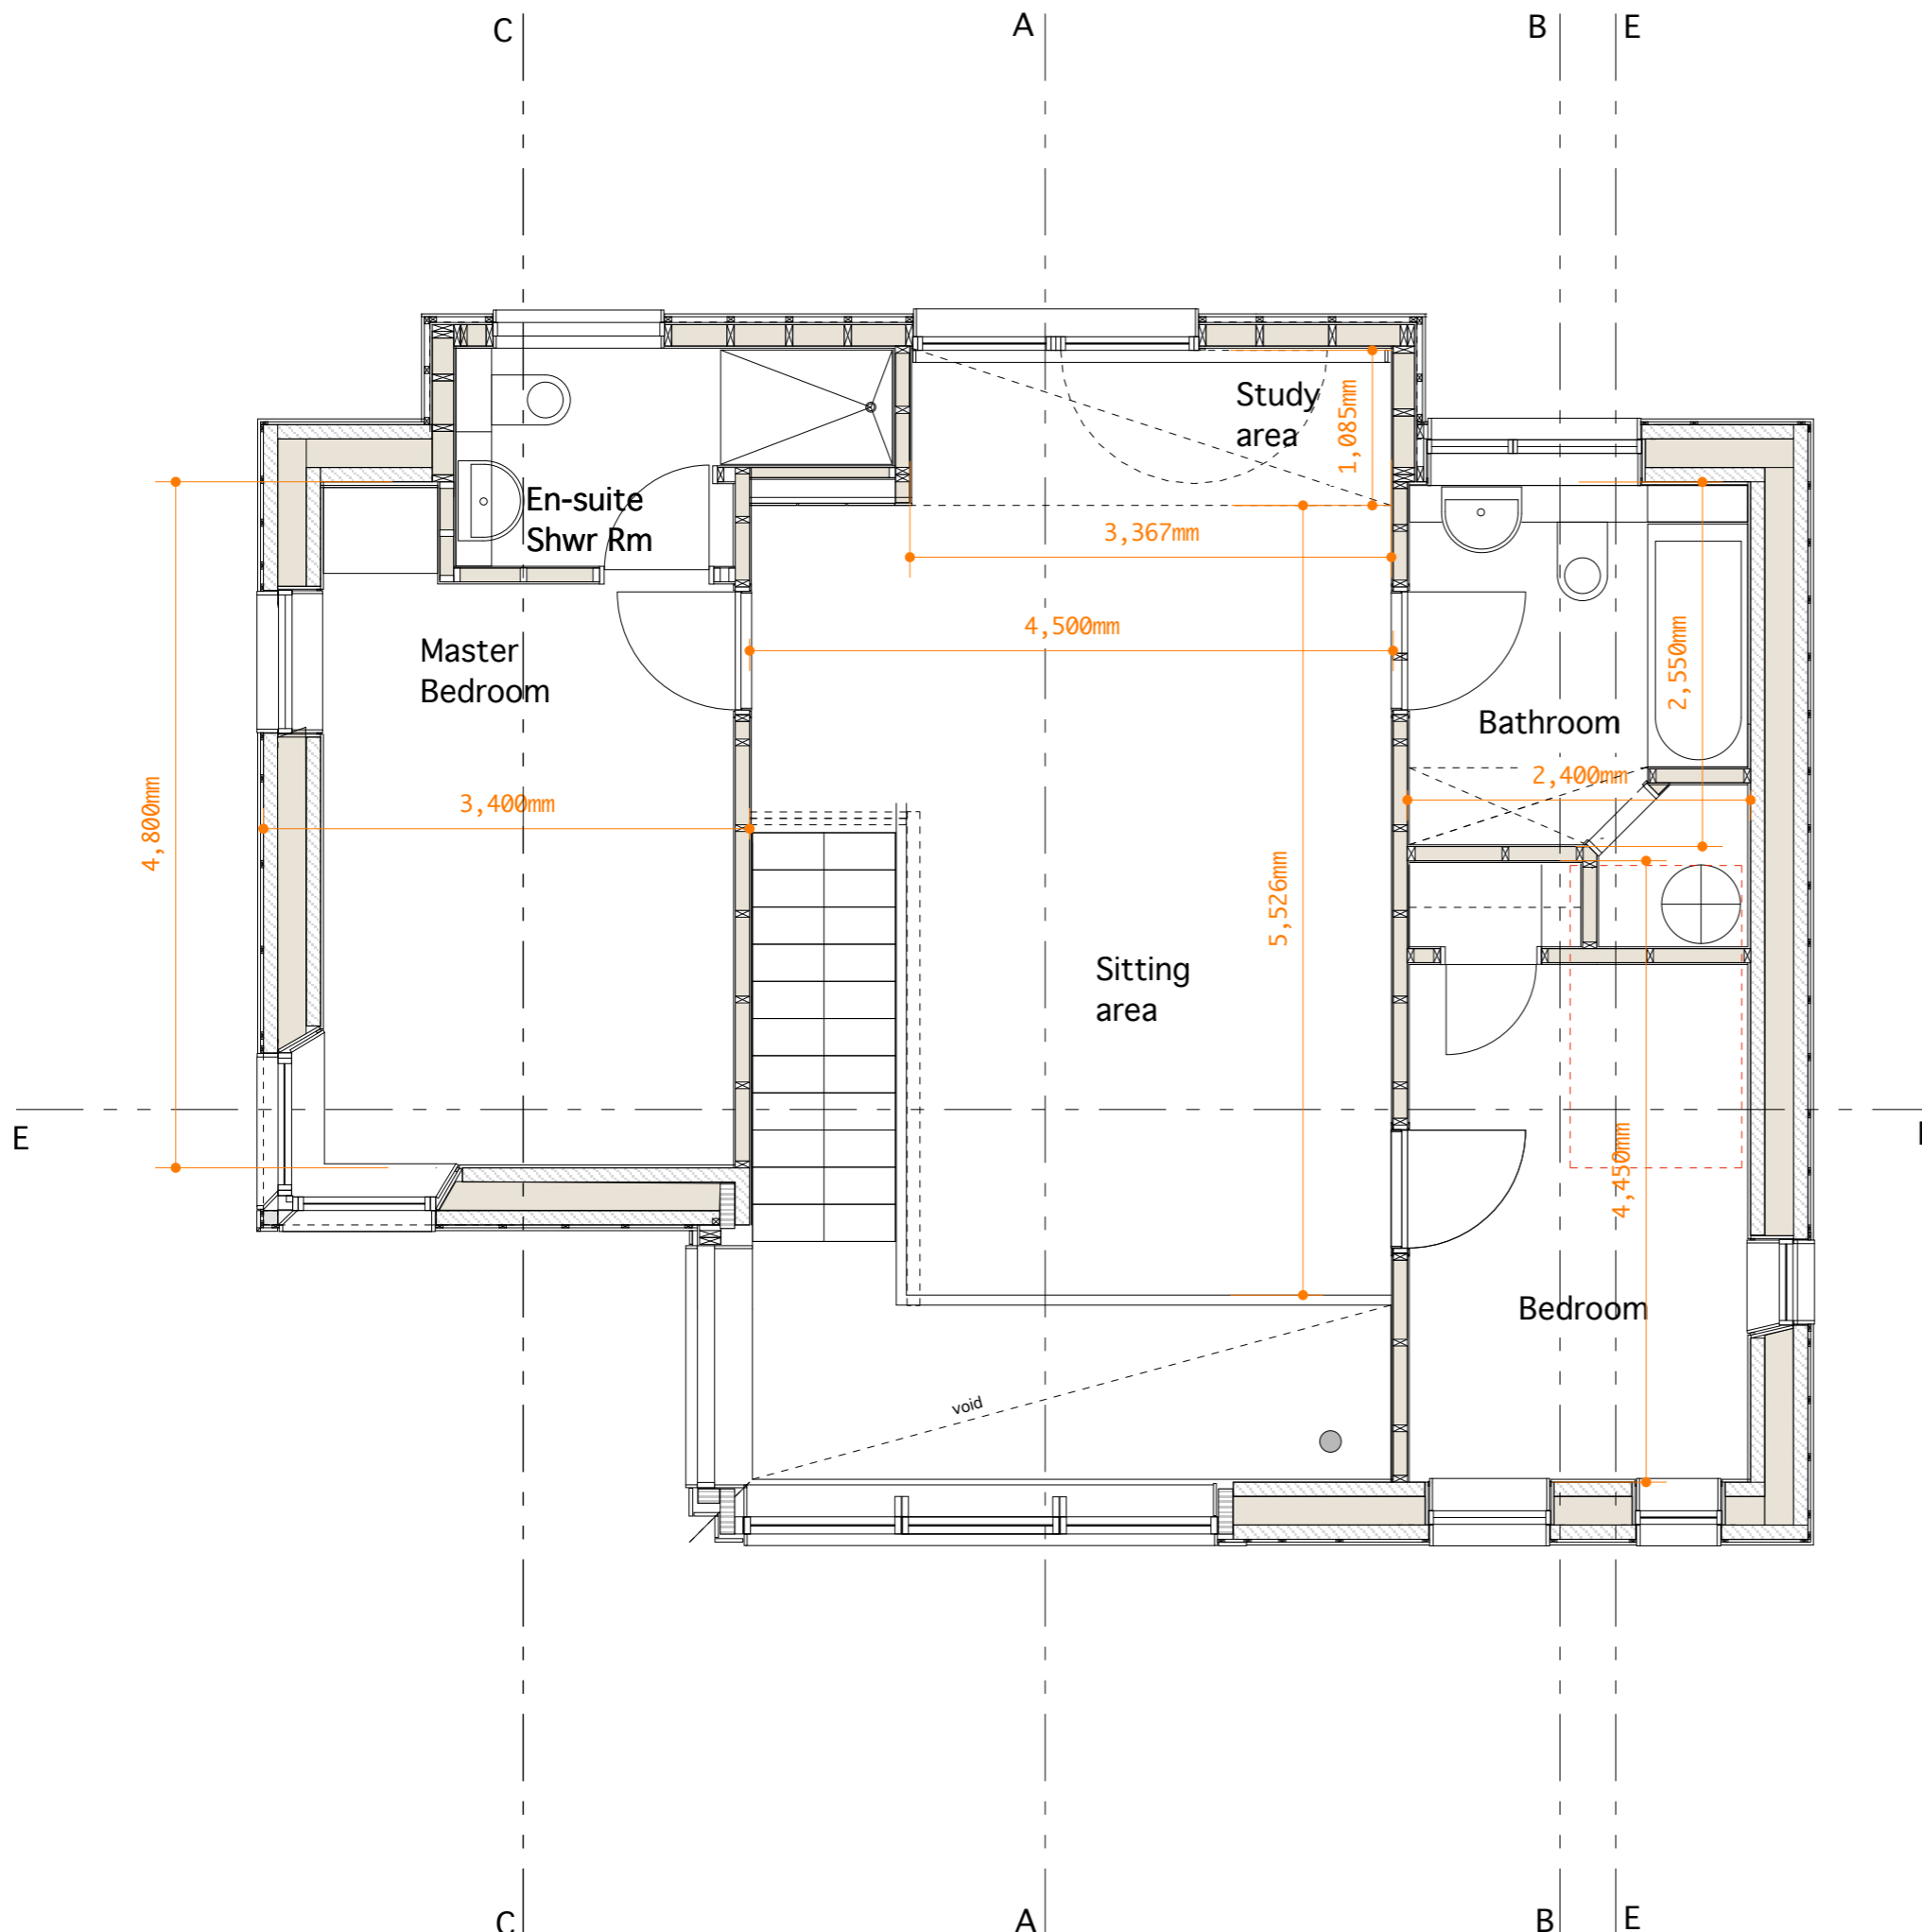 C
A
B
E
Study
area
1,085mm
En-suite
Shwr Rm
3,367mm
4,500mm
Master
Bedroom
2,550mm
Bathroom
2,400mm
3,400mm
4,800mm
5,526mm
Sitting
area
E
4,450mm
Bedroom
void
C
A
B
E